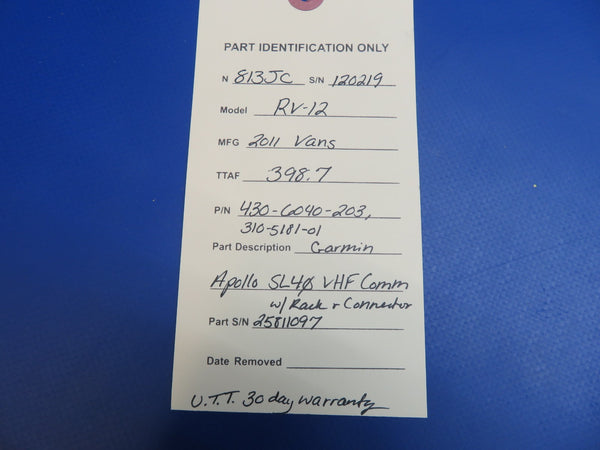 PART IDENTIFICATION ONLY
N 813JC S/N 120219
Model RV-12
MFG 2011 Vans
TTAF 398.7
P/N 430-6040-203,
310-5181-01
Part Description Garmin
Apollo SL4Ø VHF Comm
w/ Rack + Connector
Part S/N 25811097
Date Removed
U.T.T. 30 day warranty